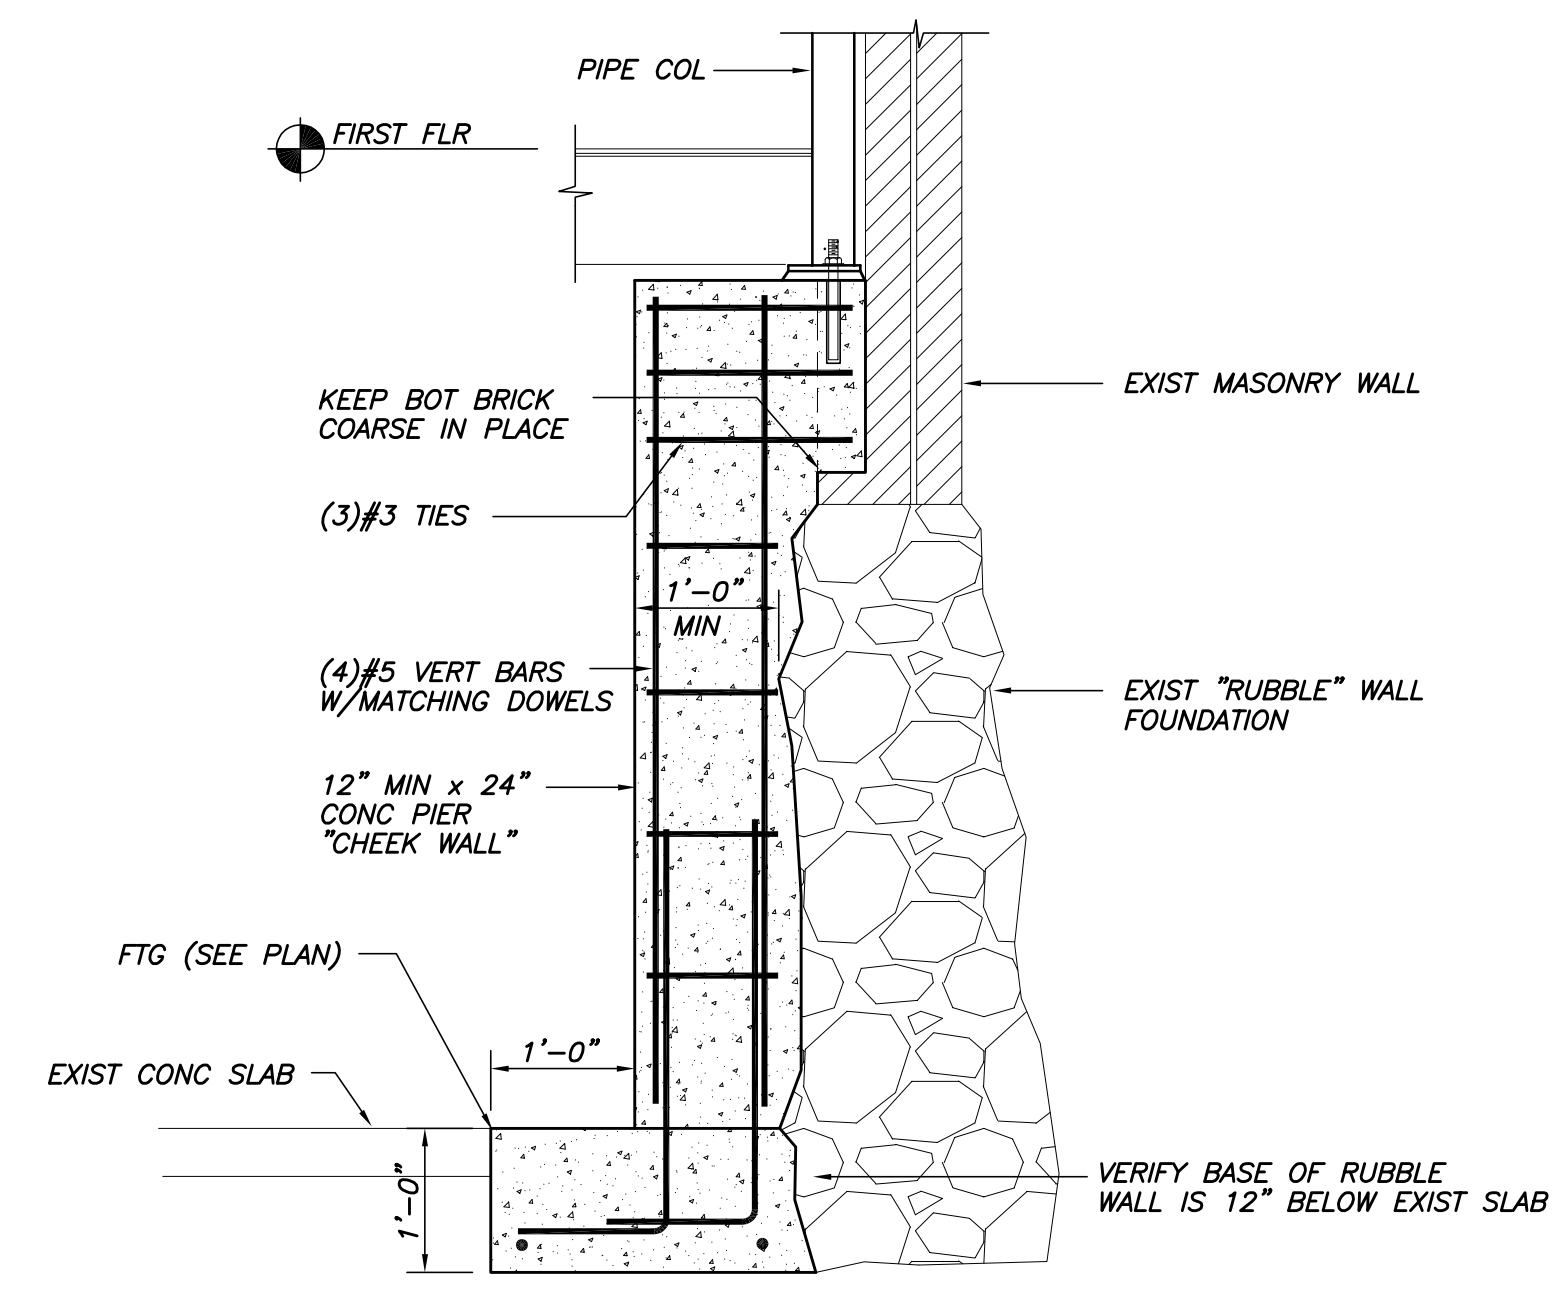 PIPE COL
FIRST FLR
KEEP BOT BRICK
COARSE IN PLACE
EXIST MASONRY WALL
(3)#3 TIES
1'-0"
MIN
(4)#5 VERT BARS
W/MATCHING DOWELS
EXIST "RUBBLE" WALL
FOUNDATION
12" MIN x 24"
CONC PIER
"CHEEK WALL"
FTG (SEE PLAN)
1'-0"
EXIST CONC SLAB
1'-0"
VERIFY BASE OF RUBBLE
WALL IS 12" BELOW EXIST SLAB